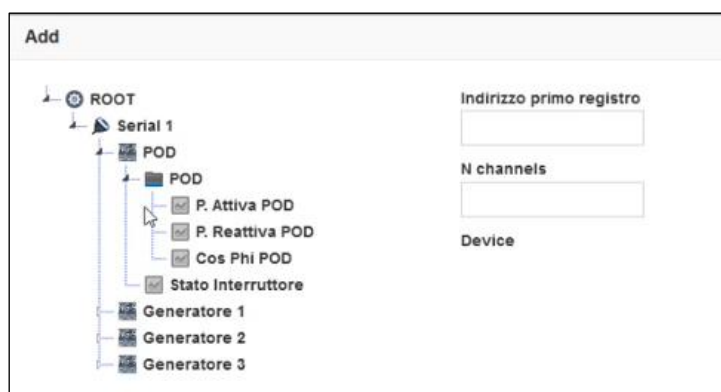 Add
ROOT
Serial 1
POD
POD
P. Attiva POD
P. Reattiva POD
Cos Phi POD
Stato Interruttore
Generatore 1
Generatore 2
Generatore 3
Indirizzo primo registro
N channels
Device